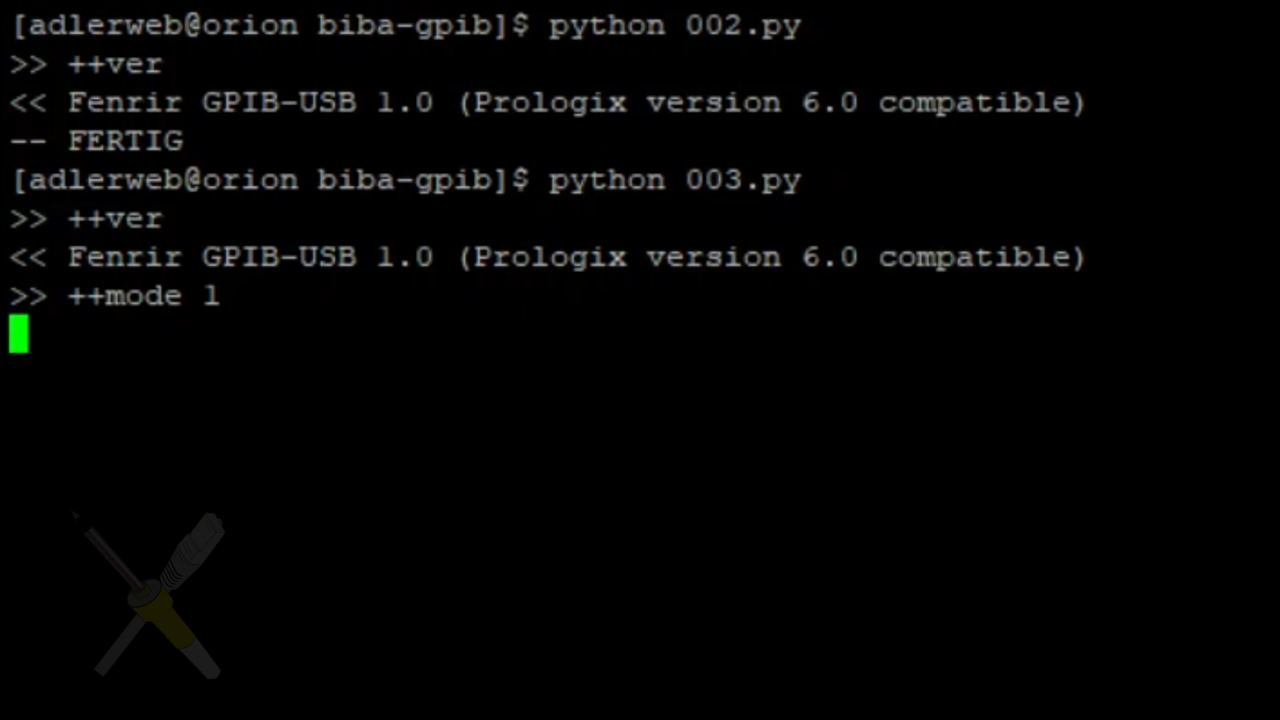 [adlerweb@orion biba-gpib]$ python 002.py
>> ++ver
<< Fenrir GPIB-USB 1.0 (Prologix version 6.0 compatible)
-- FERTIG
[adlerweb@orion biba-gpib]$ python 003.py
>> ++ver
<< Fenrir GPIB-USB 1.0 (Prologix version 6.0 compatible)
>> ++mode 1